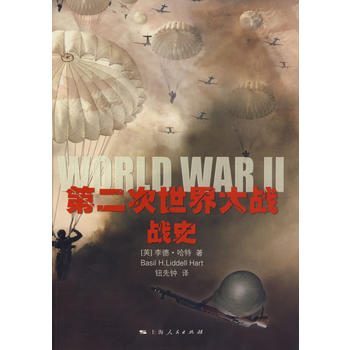 WORLD WAR II
第二次世界大战
战史
[英] 李德·哈特 著
Basil H.Liddell Hart
钮先钟 译
上海人民出版社